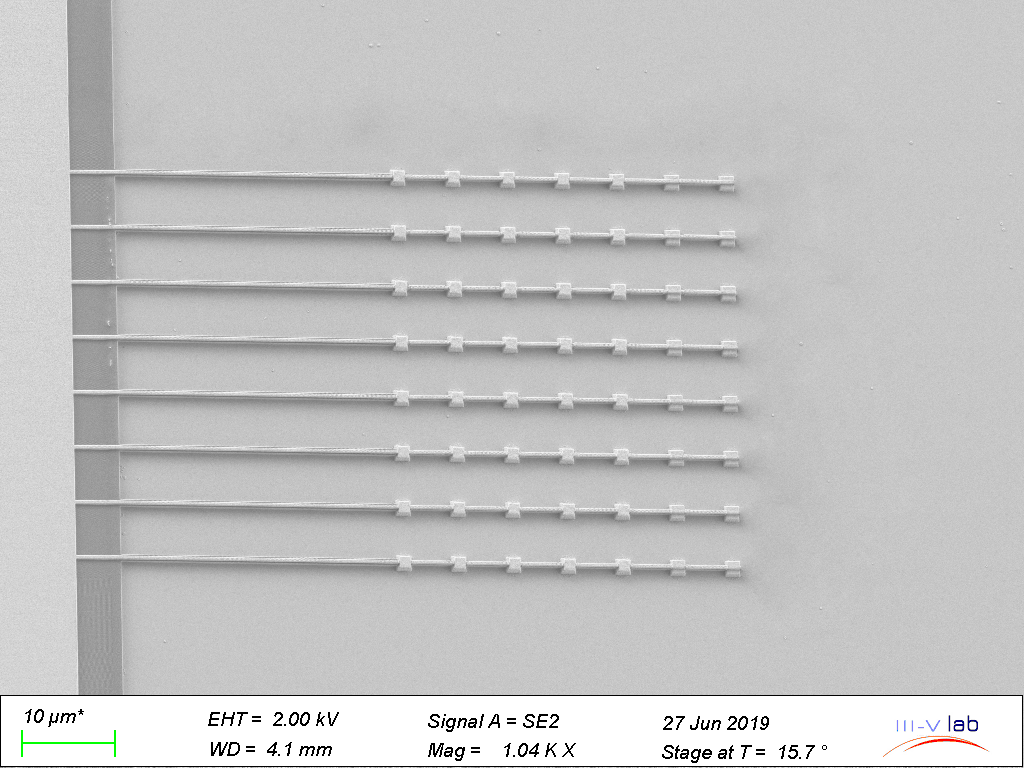 10 µm*
EHT = 2.00 kV
WD = 4.1 mm
Signal A = SE2
Mag = 1.04 K X
27 Jun 2019
Stage at T = 15.7 °
III-V lab